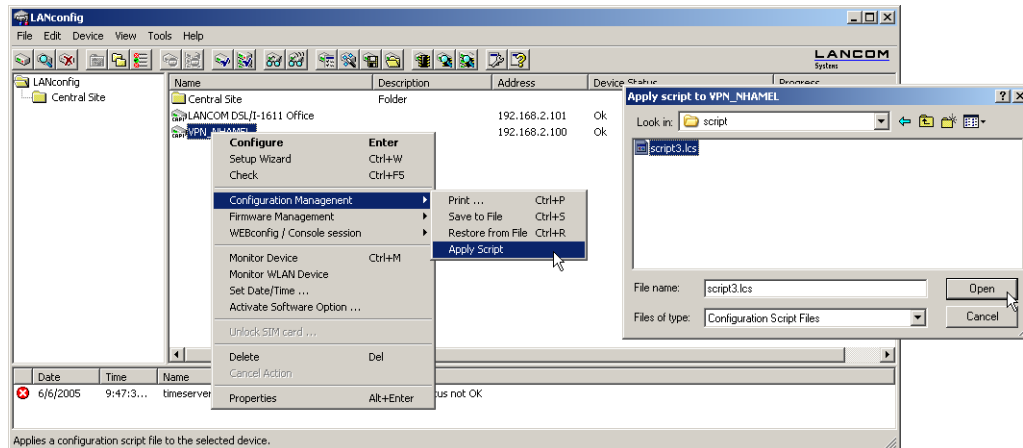 LANconfig
File Edit Device View Tools Help
LANCOM
Systems
LANconfig
Central Site
Name Description Address Device Status Progress
Central Site Folder
LANCOM DSL/I-1611 Office 192.168.2.101 Ok
VPN_NHAMEL 192.168.2.100 Ok
Configure Enter
Setup Wizard Ctrl+W
Check Ctrl+F5
Configuration Management
Firmware Management
WEBconfig / Console session
Monitor Device Ctrl+M
Monitor WLAN Device
Set Date/Time ...
Activate Software Option ...
Unlock SIM card ...
Delete Del
Cancel Action
Properties Alt+Enter
Print ... Ctrl+P
Save to File Ctrl+S
Restore from File Ctrl+R
Apply Script
Apply script to VPN_NHAMEL
Look in: script
script3.lcs
File name: script3.lcs Open
Files of type: Configuration Script Files Cancel
Date Time Name
6/6/2005 9:47:3... timeserver not OK
Applies a configuration script file to the selected device.